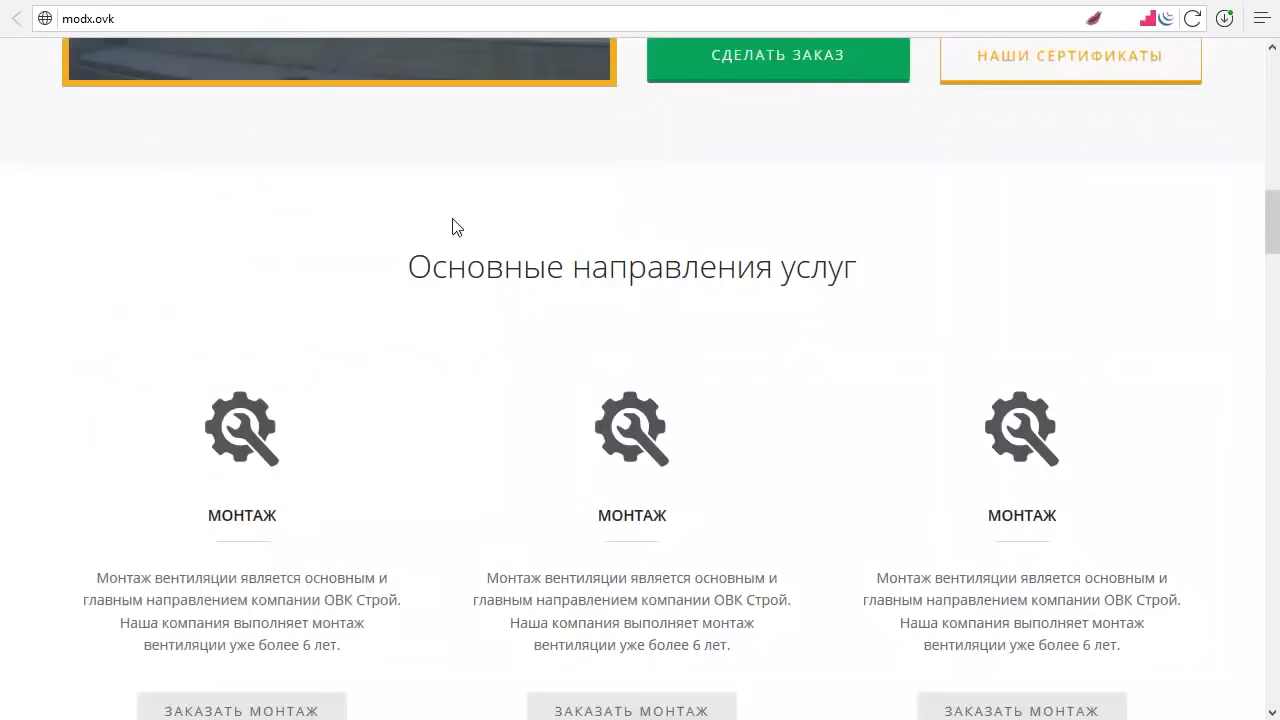 modx.ovk
СДЕЛАТЬ ЗАКАЗ
НАШИ СЕРТИФИКАТЫ
Основные направления услуг
МОНТАЖ
Монтаж вентиляции является основным и
главным направлением компании ОВК Строй.
Наша компания выполняет монтаж
вентиляции уже более 6 лет.
ЗАКАЗАТЬ МОНТАЖ
МОНТАЖ
Монтаж вентиляции является основным и
главным направлением компании ОВК Строй.
Наша компания выполняет монтаж
вентиляции уже более 6 лет.
ЗАКАЗАТЬ МОНТАЖ
МОНТАЖ
Монтаж вентиляции является основным и
главным направлением компании ОВК Строй.
Наша компания выполняет монтаж
вентиляции уже более 6 лет.
ЗАКАЗАТЬ МОНТАЖ